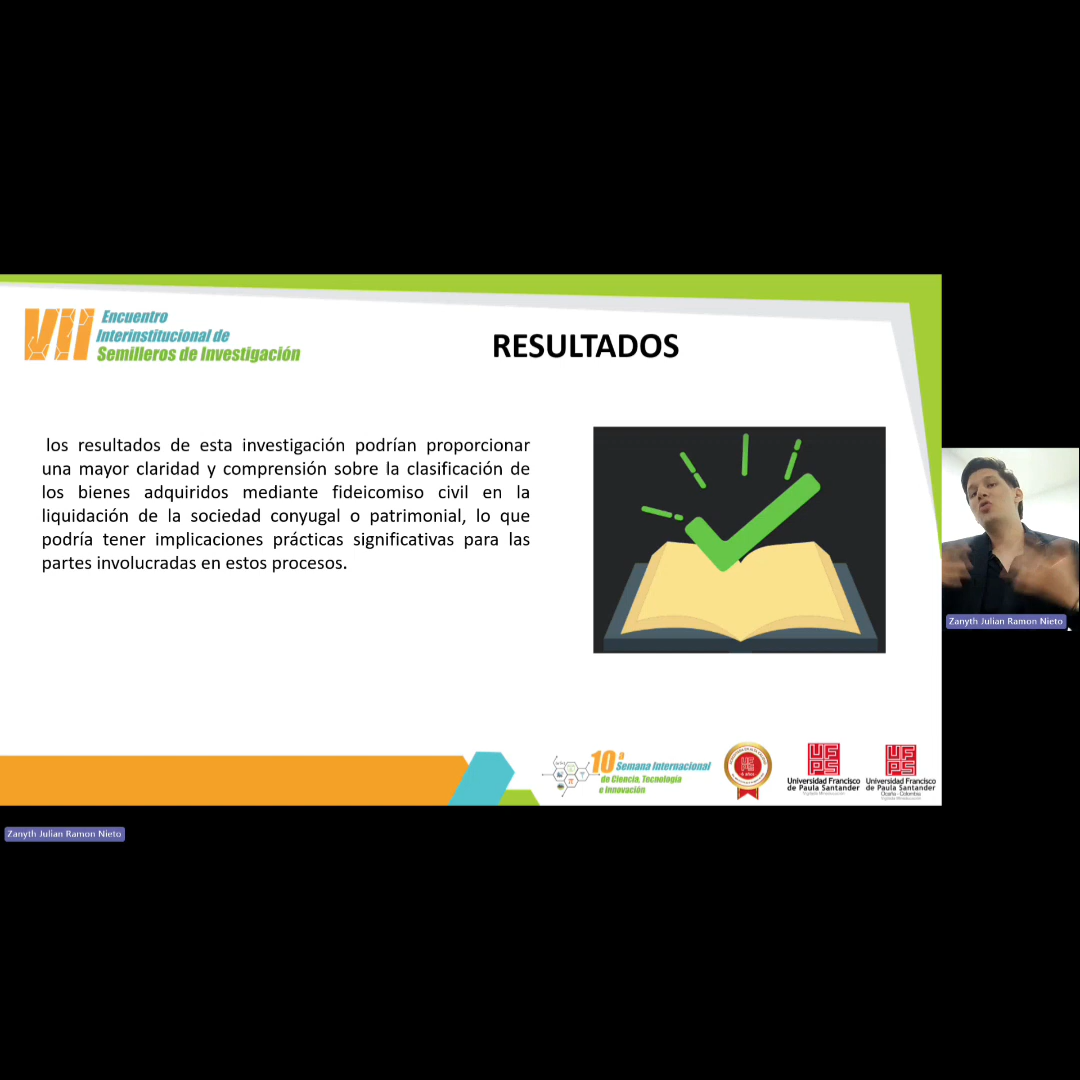 VII Encuentro
Interinstitucional de
Semilleros de Investigación
RESULTADOS
los resultados de esta investigación podrían proporcionar
una mayor claridad y comprensión sobre la clasificación de
los bienes adquiridos mediante fideicomiso civil en la
liquidación de la sociedad conyugal o patrimonial, lo que
podría tener implicaciones prácticas significativas para las
partes involucradas en estos procesos.
Zanyth Julian Ramon Nieto
10ª
Semana Internacional
de Ciencia, Tecnología
e Innovación
UFPS
Universidad Francisco
de Paula Santander
UFPS
Universidad Francisco
de Paula Santander
Ocaña - Colombia
Zanyth Julian Ramon Nieto